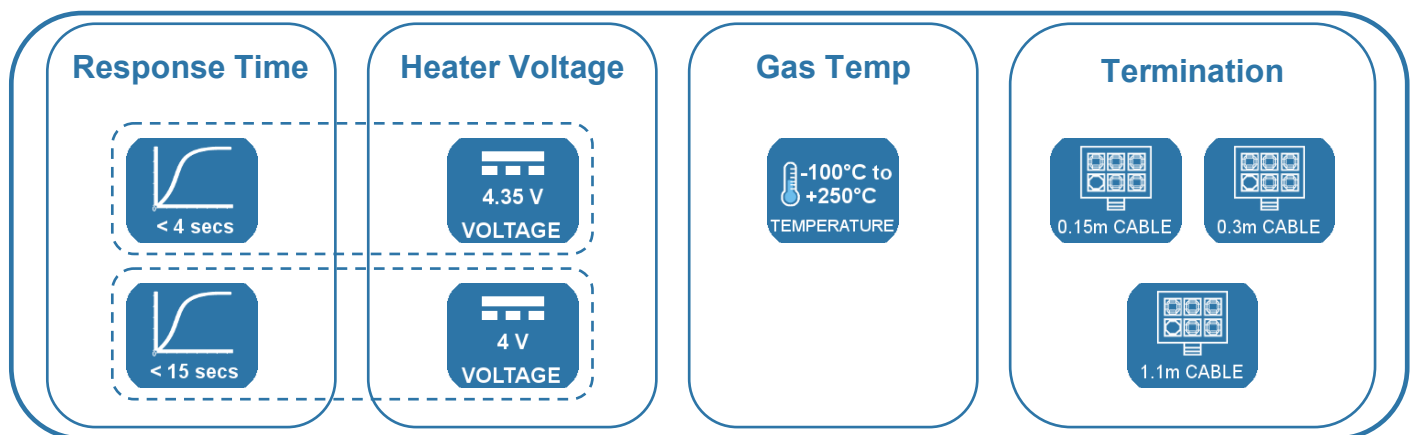 Response Time
Heater Voltage
Gas Temp
Termination
< 4 secs
4.35 V
VOLTAGE
-100°C to
+250°C
TEMPERATURE
0.15m CABLE
0.3m CABLE
< 15 secs
4 V
VOLTAGE
1.1m CABLE